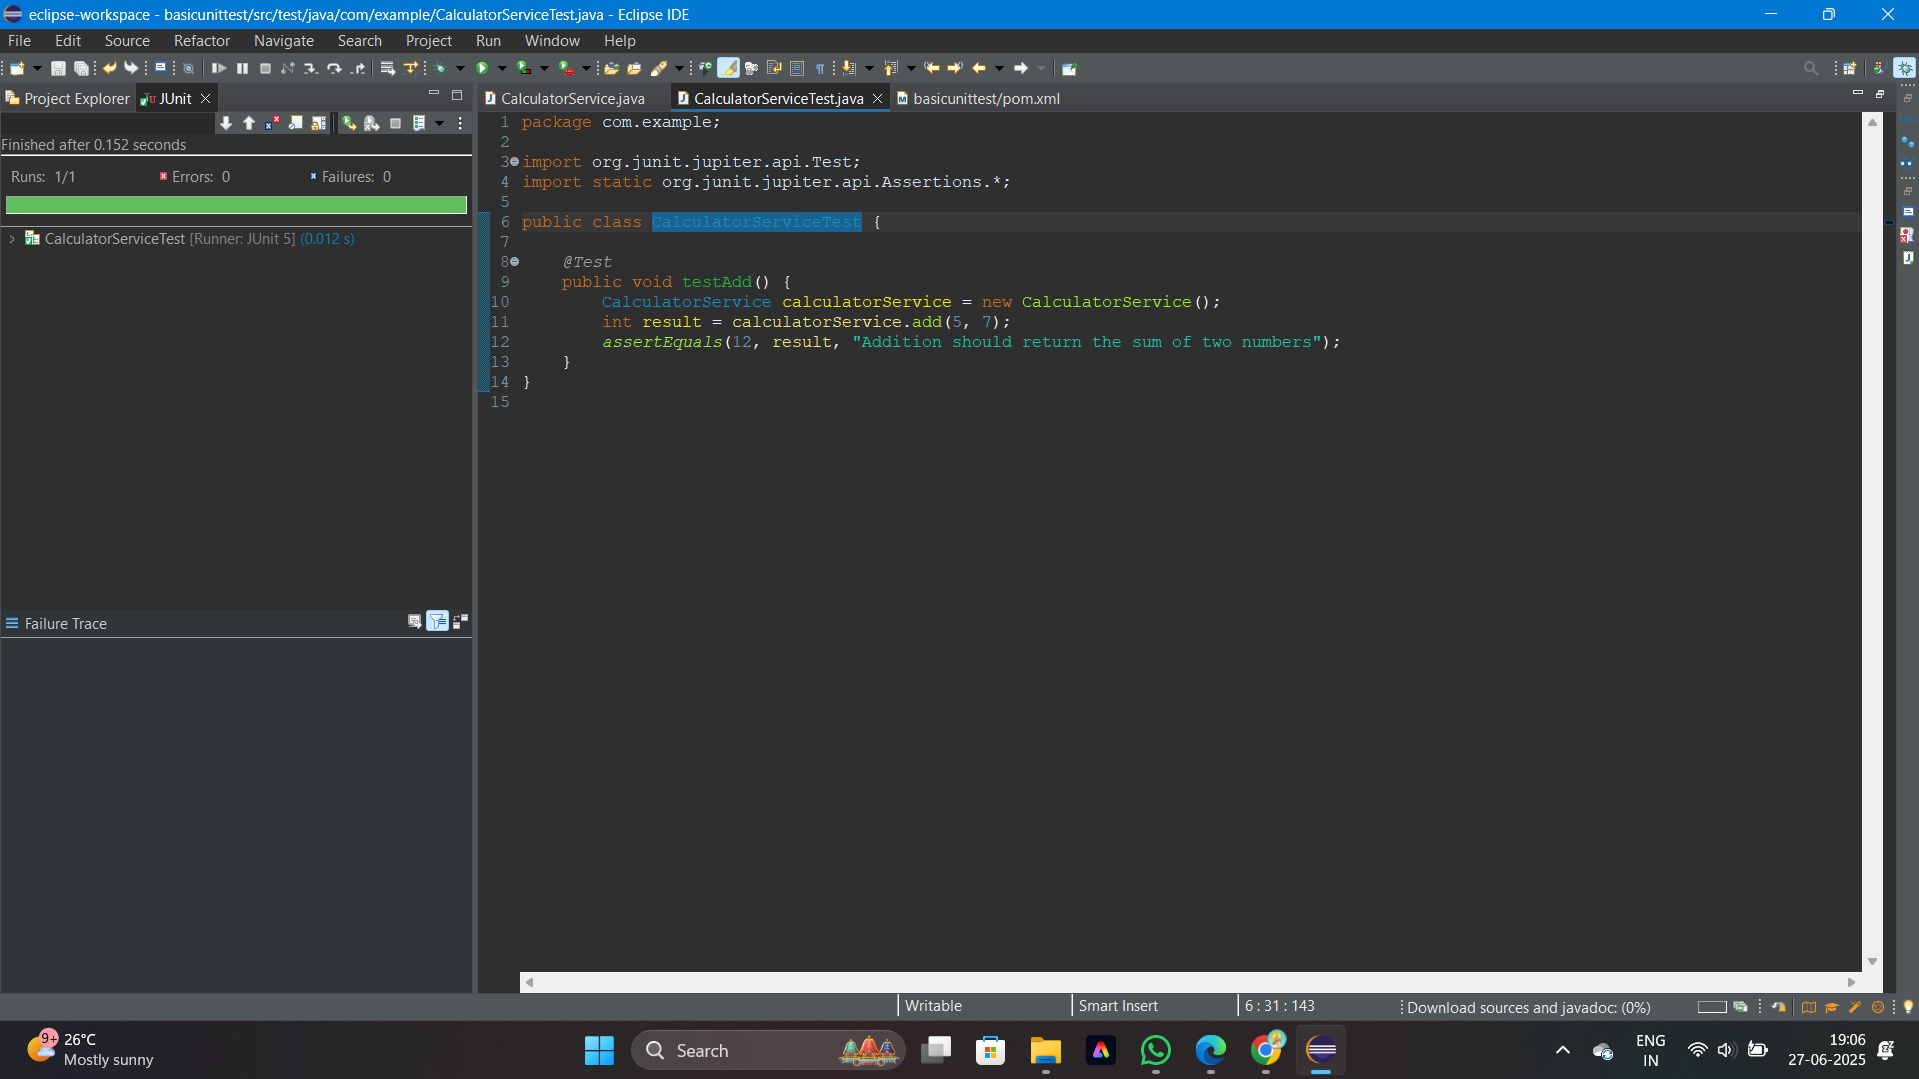 eclipse-workspace - basicunittest/src/test/java/com/example/CalculatorServiceTest.java - Eclipse IDE
File Edit Source Refactor Navigate Search Project Run Window Help
Project Explorer JUnit
CalculatorService.java CalculatorServiceTest.java basicunittest/pom.xml
Finished after 0.152 seconds
Runs: 1/1 Errors: 0 Failures: 0
CalculatorServiceTest [Runner: JUnit 5] (0.012 s)
Failure Trace
1 package com.example;
2
3 import org.junit.jupiter.api.Test;
4 import static org.junit.jupiter.api.Assertions.*;
5
6 public class CalculatorServiceTest {
7
8 @Test
9 public void testAdd() {
10 CalculatorService calculatorService = new CalculatorService();
11 int result = calculatorService.add(5, 7);
12 assertEquals(12, result, "Addition should return the sum of two numbers");
13 }
14 }
15
Writable Smart Insert 6 : 31 : 143 Download sources and javadoc: (0%)
9+ 26°C
Mostly sunny
Search
ENG
IN
19:06
27-06-2025